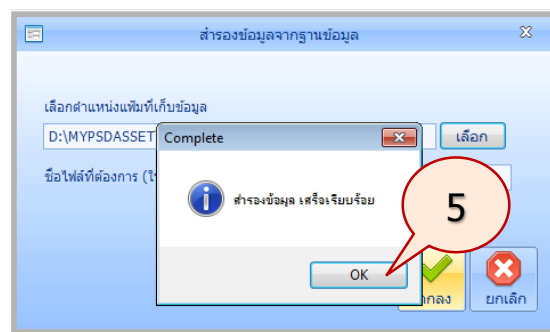 สำรองข้อมูลจากฐานข้อมูล
เลือกตำแหน่งแฟ้มที่เก็บข้อมูล
D:\MYPSDASSET
เลือก
ชื่อไฟล์ที่ต้องการ
Complete
สำรองข้อมูล เสร็จเรียบร้อย
5
OK
ยกเลิก